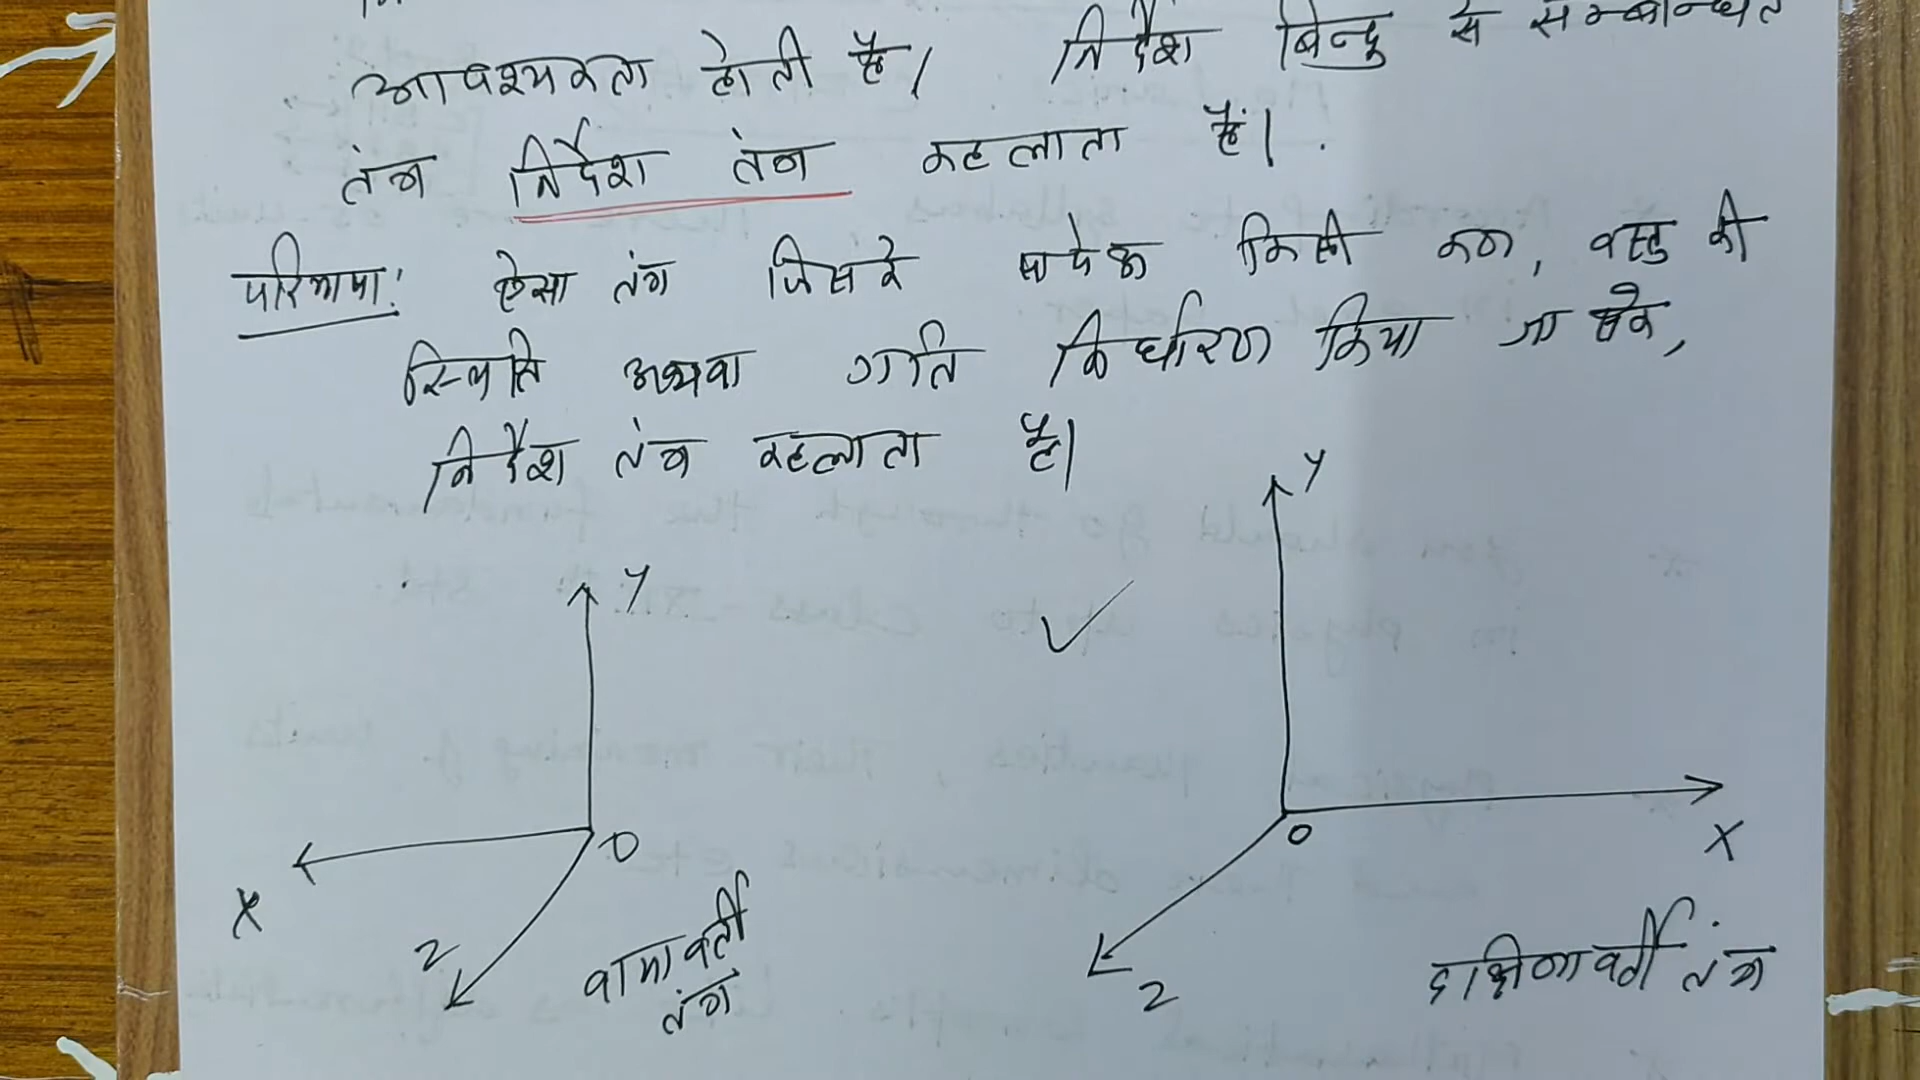 आवश्यकता होती है। निर्देश बिन्दु से सम्बन्धित
तंत्र निर्देश तंत्र कहलाता है।
परिभाषा: ऐसा तंत्र जिसके सापेक्ष किसी कण, वस्तु की
स्थिति अथवा गति निर्धारण किया जा सके,
निर्देश तंत्र कहलाता है।
Y
Y
X
O
Z
O
X
Z
वामावर्ती
तंत्र
दक्षिणावर्ती तंत्र